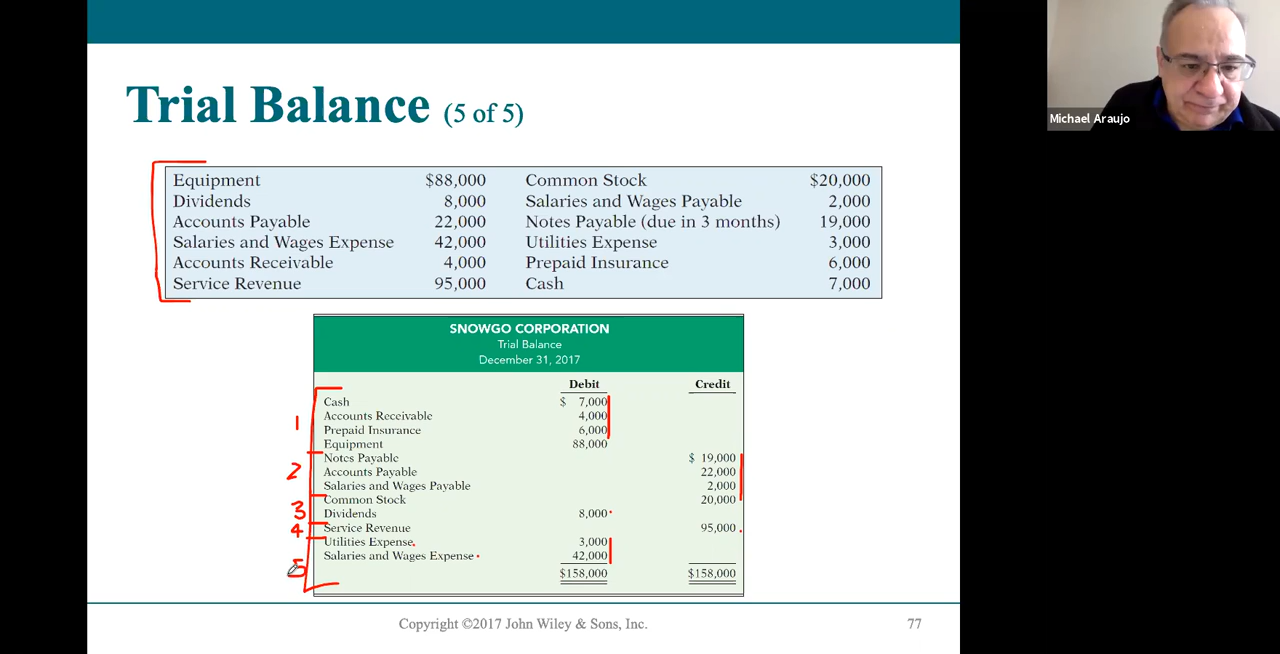 Trial Balance (5 of 5)
Equipment $88,000 Common Stock $20,000
Dividends 8,000 Salaries and Wages Payable 2,000
Accounts Payable 22,000 Notes Payable (due in 3 months) 19,000
Salaries and Wages Expense 42,000 Utilities Expense 3,000
Accounts Receivable 4,000 Prepaid Insurance 6,000
Service Revenue 95,000 Cash 7,000
SNOWGO CORPORATION
Trial Balance
December 31, 2017
Debit Credit
Cash $ 7,000
Accounts Receivable 4,000
1
Prepaid Insurance 6,000
Equipment 88,000
Notes Payable $ 19,000
2 Accounts Payable 22,000
Salaries and Wages Payable 2,000
Common Stock 20,000
3 Dividends 8,000
4 Service Revenue 95,000
Utilities Expense 3,000
Salaries and Wages Expense 42,000
5 $158,000 $158,000
Copyright ©2017 John Wiley & Sons, Inc. 77
Michael Araujo